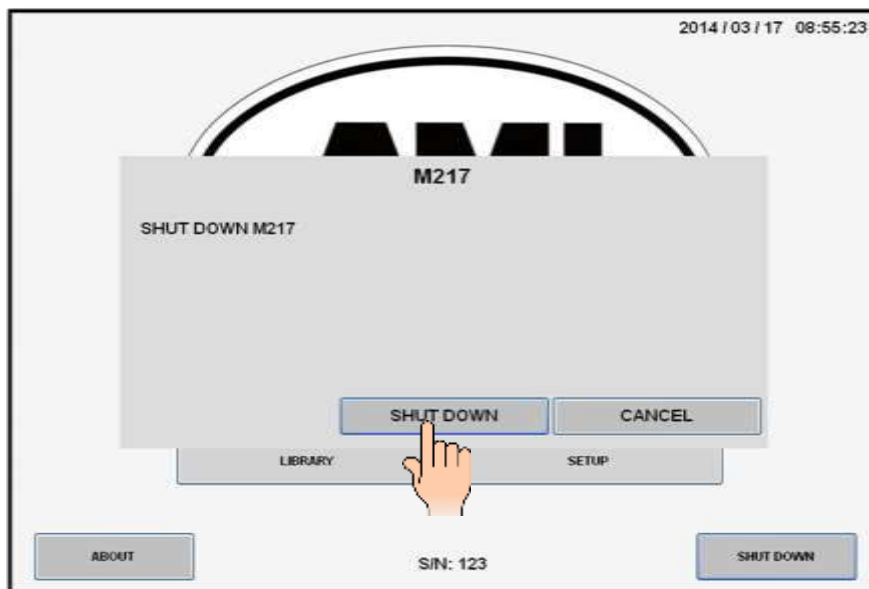 2014 / 03 / 17 08:55:23
M217
SHUT DOWN M217
SHUT DOWN CANCEL
LIBRARY SETUP
ABOUT S/N: 123 SHUT DOWN